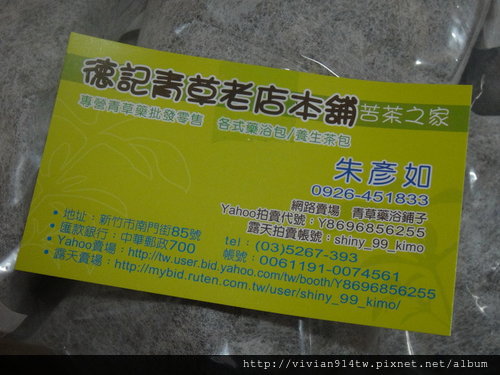 德記青草老店本舖 苦茶之家
專營青草藥批發零售 各式藥浴包/養生茶包
朱彥如
0926-451833
網路賣場 青草藥浴鋪子
Yahoo拍賣代號:Y8696856255
露天拍賣帳號:shiny_99_kimo
• 地址:新竹市南門街85號 tel:(03)5267-393
• 匯款銀行:中華郵政700 帳號:0061191-0074561
• Yahoo賣場:http://tw.user.bid.yahoo.com/tw/booth/Y8696856255
• 露天賣場:http://mybid.ruten.com.tw/user/shiny_99_kimo/
http://vivian914tw.pixnet.net/album